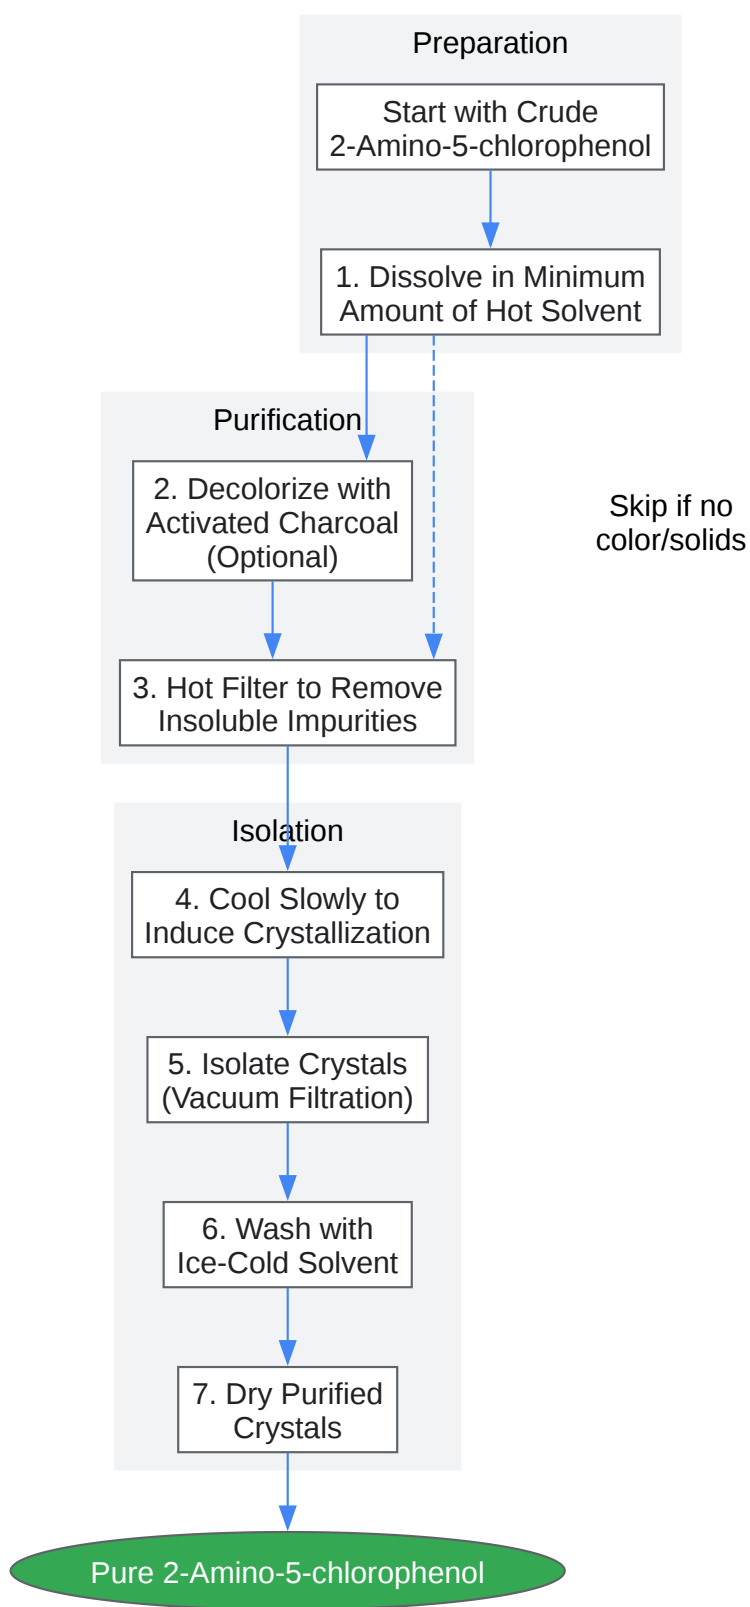 Preparation
Start with Crude
2-Amino-5-chlorophenol
1. Dissolve in Minimum
Amount of Hot Solvent
Purification
2. Decolorize with
Activated Charcoal
(Optional)
Skip if no
color/solids
3. Hot Filter to Remove
Insoluble Impurities
Isolation
4. Cool Slowly to
Induce Crystallization
5. Isolate Crystals
(Vacuum Filtration)
6. Wash with
Ice-Cold Solvent
7. Dry Purified
Crystals
Pure 2-Amino-5-chlorophenol